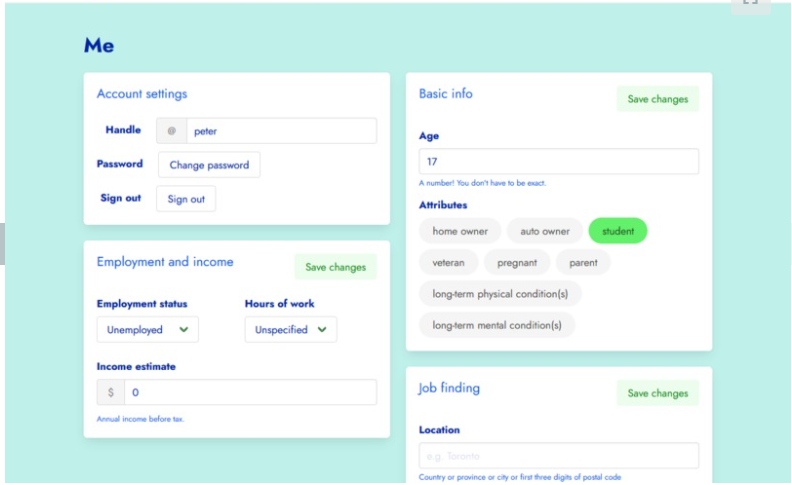 Me
Account settings
Handle @ peter
Password Change password
Sign out Sign out
Employment and income Save changes
Employment status Hours of work
Unemployed Unspecified
Income estimate
$ 0
Annual income before tax.
Basic info Save changes
Age
17
A number! You don't have to be exact.
Attributes
home owner auto owner student
veteran pregnant parent
long-term physical condition(s)
long-term mental condition(s)
Job finding Save changes
Location
e.g. Toronto
Country or province or city or first three digits of postal code